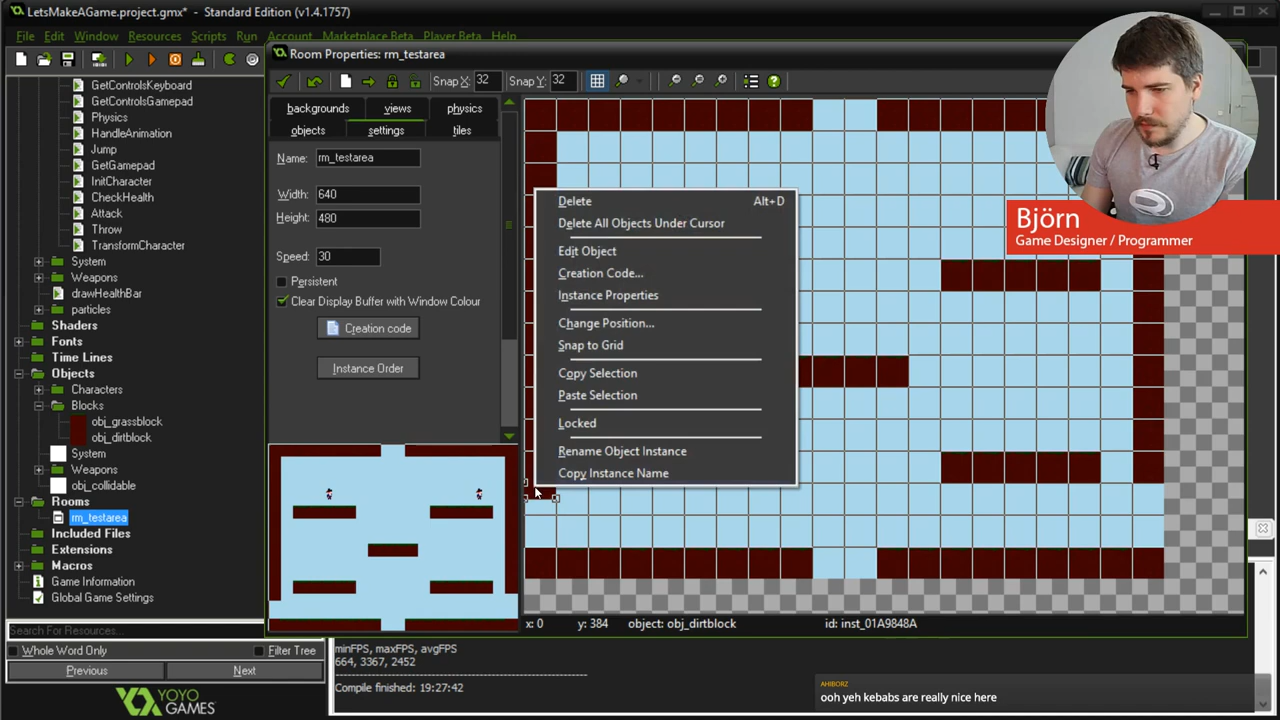 LetsMakeAGame.project.gmx* - Standard Edition (v1.4.1757)
File Edit Window Resources Scripts Run Account Marketplace Beta Player Help
Room Properties: rm_testarea
Snap X: 32 Snap Y: 32
backgrounds views physics
objects settings tiles
Name: rm_testarea
Width: 640
Height: 480
Speed: 30
Persistent
Clear Display Buffer with Window Colour
Creation code
Instance Order
GetControlsKeyboard
GetControlsGamepad
Physics
HandleAnimation
Jump
GetGamepad
InitCharacter
CheckHealth
Attack
Throw
TransformCharacter
System
Weapons
drawHealthBar
particles
Shaders
Fonts
Time Lines
Objects
Characters
Blocks
obj_grassblock
obj_dirtblock
System
Weapons
obj_collidable
Rooms
rm_testarea
Included Files
Extensions
Macros
Game Information
Global Game Settings
Search For Resources...
Whole Word Only Filter Tree
Previous Next
YOYO
GAMES
Delete Alt+D
Delete All Objects Under Cursor
Edit Object
Creation Code...
Instance Properties
Change Position...
Snap to Grid
Copy Selection
Paste Selection
Locked
Rename Object Instance
Copy Instance Name
Björn
Game Designer / Programmer
x: 0 y: 384 object: obj_dirtblock id: inst_01A9848A
minFPS, maxFPS, avgFPS
664, 3367, 2452
Compile finished: 19:27:42
AHIBORZ
ooh yeh kebabs are really nice here